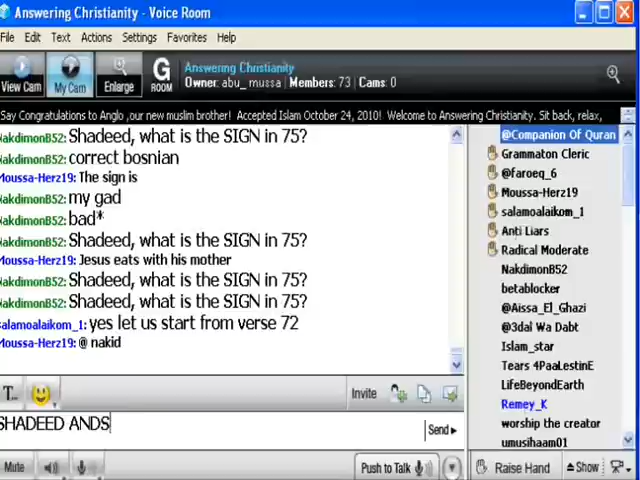 Answering Christianity - Voice Room
File Edit Text Actions Settings Favorites Help
View Cam My Cam Enlarge G ROOM
Answering Christianity
Owner: abu_mussa | Members: 73 | Cams: 0
Say Congratulations to Anglo ,our new muslim brother! Accepted Islam October 24, 2010! Welcome to Answering Christianity. Sit back, relax,
NakdimonB52: Shadeed, what is the SIGN in 75?
NakdimonB52: correct bosnian
Moussa-Herz19: The sign is
NakdimonB52: my gad
NakdimonB52: bad*
NakdimonB52: Shadeed, what is the SIGN in 75?
Moussa-Herz19: Jesus eats with his mother
NakdimonB52: Shadeed, what is the SIGN in 75?
NakdimonB52: Shadeed, what is the SIGN in 75?
salamoalaikom_1: yes let us start from verse 72
Moussa-Herz19: @ nakid
@Companion Of Quran
Grammaton Cleric
@faroeq_6
Moussa-Herz19
salamoalaikom_1
Anti Liars
Radical Moderate
NakdimonB52
betablocker
@Aissa_El_Ghazi
@3dal Wa Dabt
Islam_star
Tears 4PaaLestinE
LifeBeyondEarth
Remey_K
worship the creator
umusihaam01
T... Invite
SHADEED ANDS
Send
Mute Push to Talk Raise Hand Show